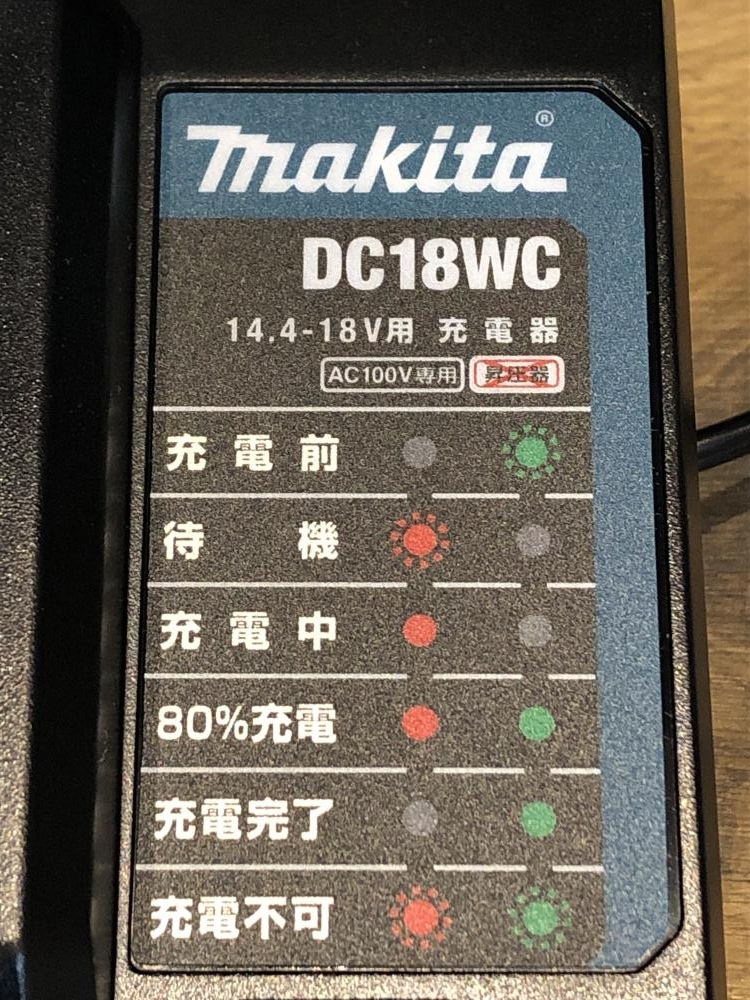 makita®
DC18WC
14.4-18V用 充電器
AC100V専用 昇圧器
充電前
待機
充電中
80%充電
充電完了
充電不可